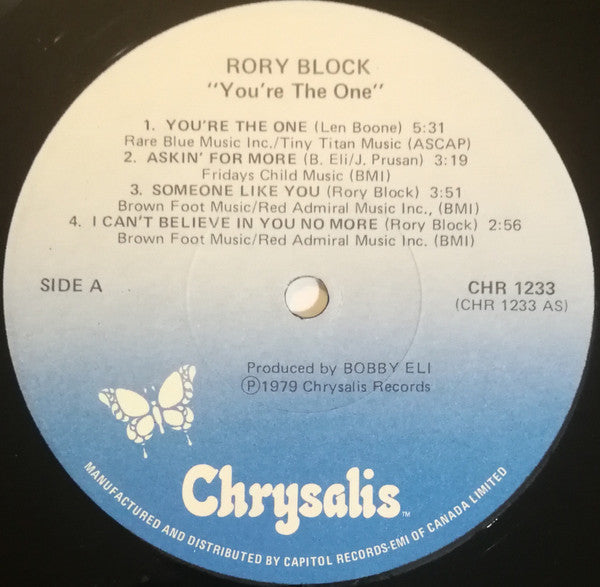 RORY BLOCK
"You're The One"
1. YOU'RE THE ONE (Len Boone) 5:31
Rare Blue Music Inc./Tiny Titan Music (ASCAP)
2. ASKIN' FOR MORE (B. Eli/J. Prusan) 3:19
Fridays Child Music (BMI)
3. SOMEONE LIKE YOU (Rory Block) 3:51
Brown Foot Music/Red Admiral Music Inc., (BMI)
4. I CAN'T BELIEVE IN YOU NO MORE (Rory Block) 2:56
Brown Foot Music/Red Admiral Music Inc. (BMI)
SIDE A
CHR 1233
(CHR 1233 AS)
Produced by BOBBY ELI
Ⓟ1979 Chrysalis Records
Chrysalis™
MANUFACTURED AND DISTRIBUTED BY CAPITOL RECORDS-EMI OF CANADA LIMITED